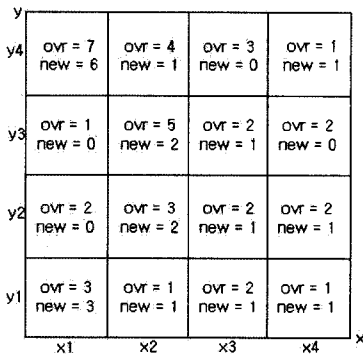 y
y4 ovr = 7 ovr = 4 ovr = 3 ovr = 1
new = 6 new = 1 new = 0 new = 1
y3 ovr = 1 ovr = 5 ovr = 2 ovr = 2
new = 0 new = 2 new = 1 new = 0
y2 ovr = 2 ovr = 3 ovr = 2 ovr = 2
new = 0 new = 2 new = 1 new = 1
y1 ovr = 3 ovr = 1 ovr = 2 ovr = 1
new = 3 new = 1 new = 1 new = 1
x1 x2 x3 x4 x